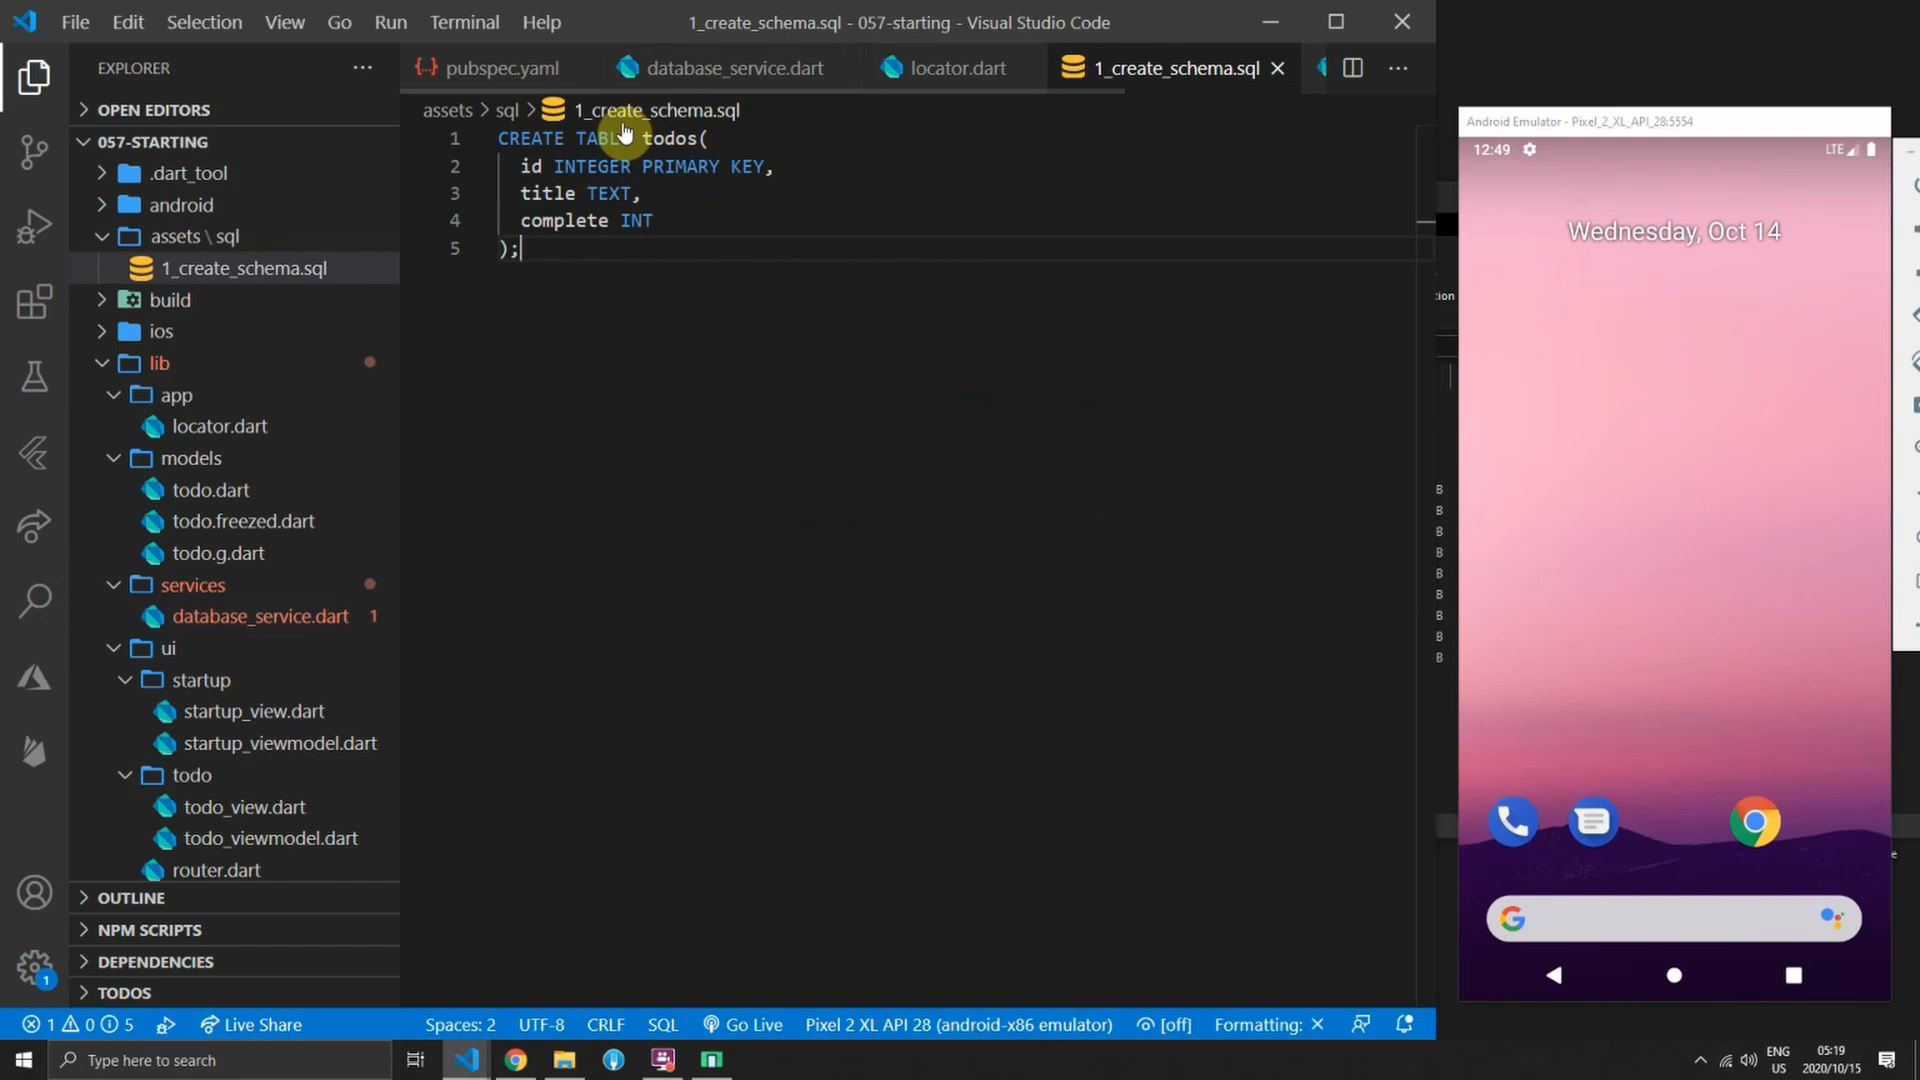 File Edit Selection View Go Run Terminal Help
1_create_schema.sql - 057-starting - Visual Studio Code
EXPLORER
pubspec.yaml
database_service.dart
locator.dart
1_create_schema.sql
OPEN EDITORS
assets > sql > 1_create_schema.sql
057-STARTING
.dart_tool
android
assets \ sql
1_create_schema.sql
build
ios
lib
app
locator.dart
models
todo.dart
todo.freezed.dart
todo.g.dart
services
database_service.dart 1
ui
startup
startup_view.dart
startup_viewmodel.dart
todo
todo_view.dart
todo_viewmodel.dart
router.dart
OUTLINE
NPM SCRIPTS
DEPENDENCIES
TODOS
1 CREATE TABLE todos(
2 id INTEGER PRIMARY KEY,
3 title TEXT,
4 complete INT
5 );
tion
B
B
B
B
B
B
B
B
B
e
Android Emulator - Pixel_2_XL_API_28:5554
12:49
LTE
Wednesday, Oct 14
1
1 0 5
Live Share
Spaces: 2
UTF-8
CRLF
SQL
Go Live
Pixel 2 XL API 28 (android-x86 emulator)
[off]
Formatting: ×
Type here to search
ENG
US
05:19
2020/10/15